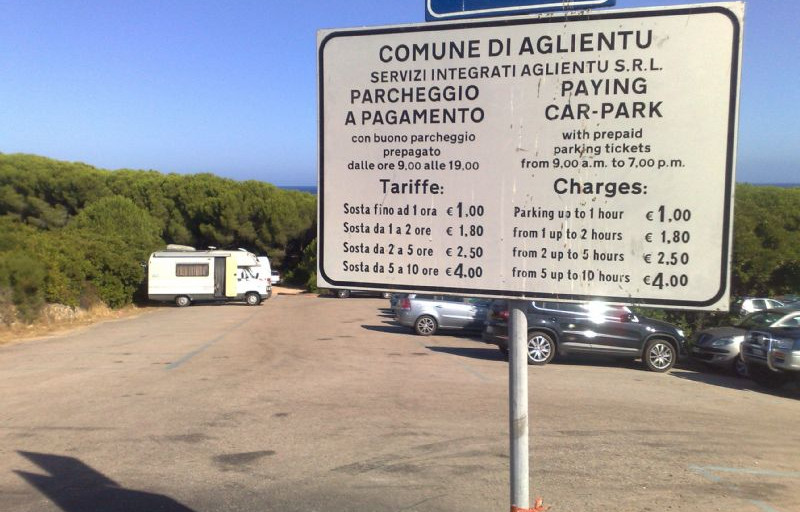 COMUNE DI AGLIENTU
SERVIZI INTEGRATI AGLIENTU S.R.L.
PARCHEGGIO
A PAGAMENTO
con buono parcheggio
prepagato
dalle ore 9,00 alle 19,00
Tariffe:
Sosta fino ad 1 ora € 1.00
Sosta da 1 a 2 ore € 1.80
Sosta da 2 a 5 ore € 2.50
Sosta da 5 a 10 ore € 4.00
PAYING
CAR-PARK
with prepaid
parking tickets
from 9,00 a.m. to 7,00 p.m.
Charges:
Parking up to 1 hour € 1.00
from 1 up to 2 hours € 1.80
from 2 up to 5 hours € 2.50
from 5 up to 10 hours € 4.00